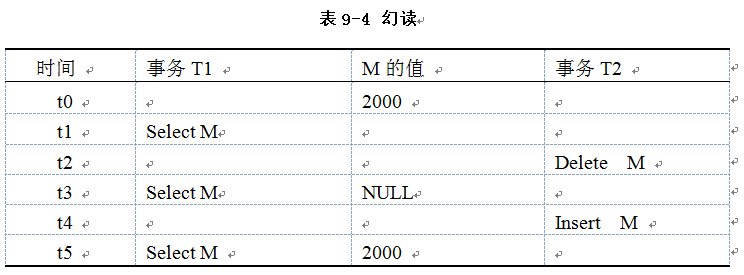 表 9-4 幻读
时间 事务 T1 M 的值 事务 T2
t0 2000
t1 Select M
t2 Delete M
t3 Select M NULL
t4 Insert M
t5 Select M 2000